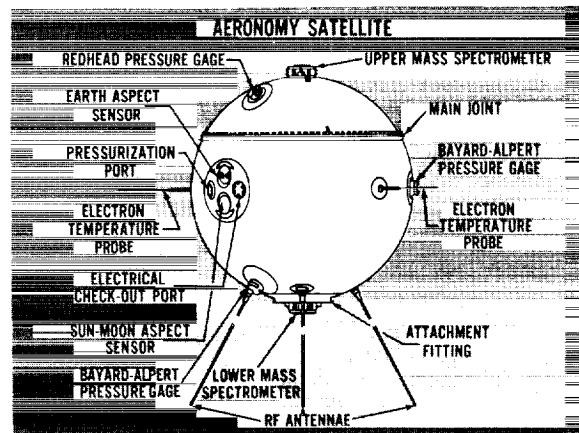 AERONOMY SATELLITE
REDHEAD PRESSURE GAGE
UPPER MASS SPECTROMETER
EARTH ASPECT
SENSOR
MAIN JOINT
PRESSURIZATION
PORT
BAYARD-ALPERT
PRESSURE GAGE
ELECTRON
TEMPERATURE
PROBE
ELECTRON
TEMPERATURE
PROBE
ELECTRICAL
CHECK-OUT PORT
SUN-MOON ASPECT
SENSOR
ATTACHMENT
FITTING
BAYARD-ALPERT
PRESSURE GAGE
LOWER MASS
SPECTROMETER
RF ANTENNAE